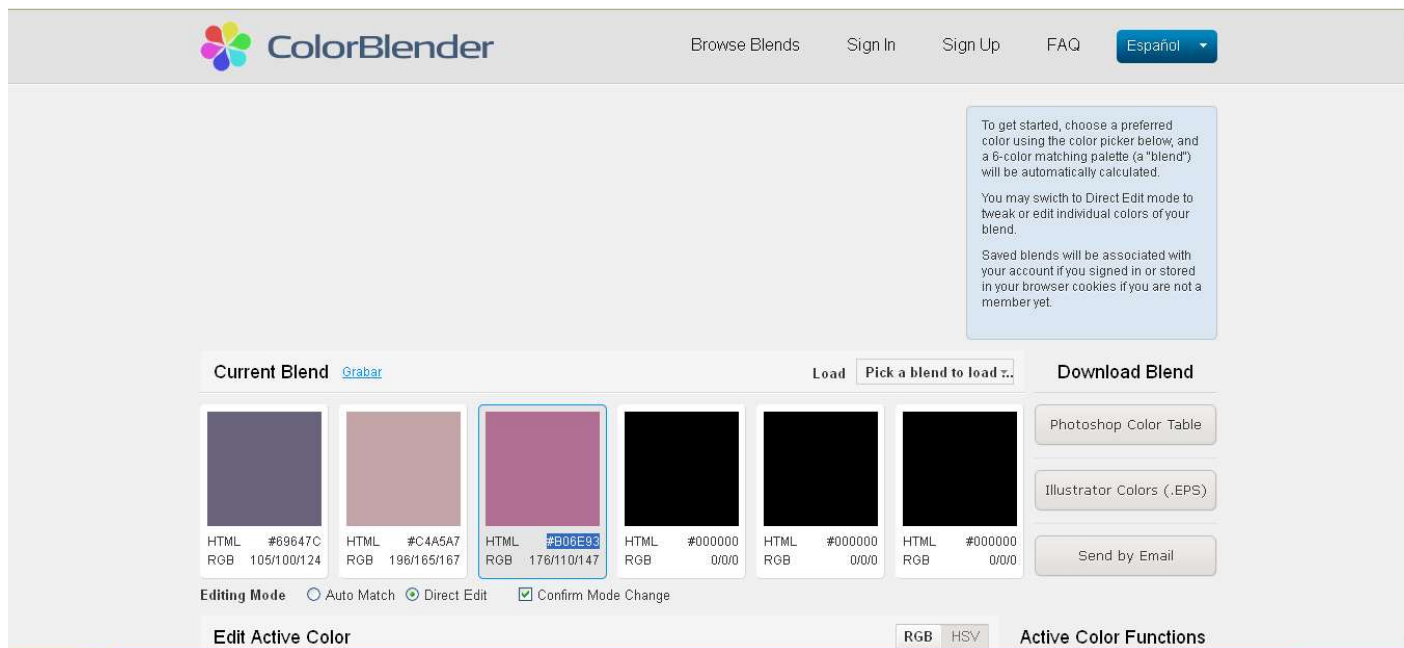 ColorBlender
Browse Blends Sign In Sign Up FAQ Español
To get started, choose a preferred
color using the color picker below, and
a 6-color matching palette (a "blend")
will be automatically calculated.
You may swicth to Direct Edit mode to
tweak or edit individual colors of your
blend.
Saved blends will be associated with
your account if you signed in or stored
in your browser cookies if you are not a
member yet.
Current Blend Grabar Load Pick a blend to load Download Blend
Photoshop Color Table
Illustrator Colors (.EPS)
Send by Email
HTML #69647C HTML #C4A5A7 HTML #B06E93 HTML #000000 HTML #000000 HTML #000000
RGB 105/100/124 RGB 196/165/167 RGB 176/110/147 RGB 0/0/0 RGB 0/0/0 RGB 0/0/0
Editing Mode Auto Match Direct Edit Confirm Mode Change
Edit Active Color RGB HSV Active Color Functions